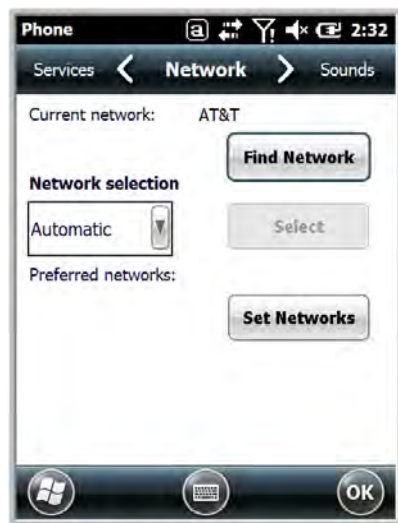 Phone a 2:32
Services Network Sounds
Current network: AT&T
Find Network
Network selection
Automatic Select
Preferred networks:
Set Networks
OK